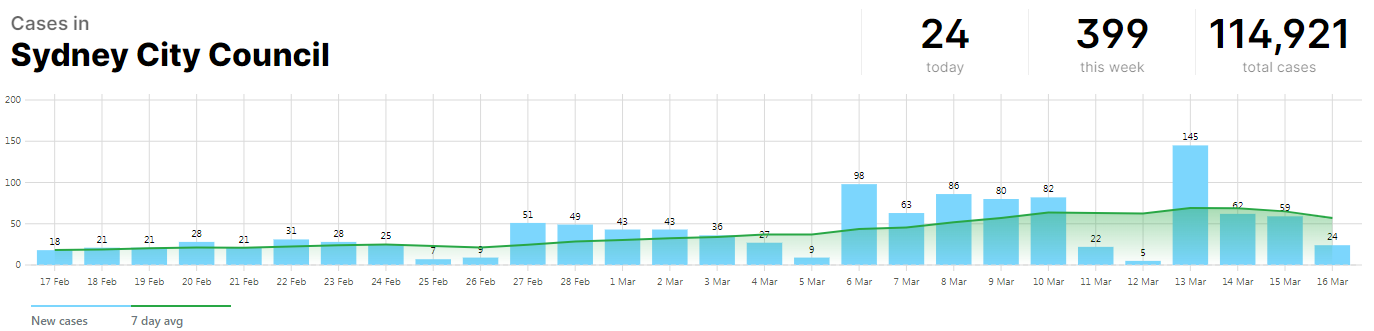 Cases in
Sydney City Council
24
today
399
this week
114,921
total cases
200
150
100
50
0
18 21 21 28 21 31 28 25 7 9 51 49 43 43 36 27 9 98 63 86 80 82 22 5 145 62 59 24
17 Feb 18 Feb 19 Feb 20 Feb 21 Feb 22 Feb 23 Feb 24 Feb 25 Feb 26 Feb 27 Feb 28 Feb 1 Mar 2 Mar 3 Mar 4 Mar 5 Mar 6 Mar 7 Mar 8 Mar 9 Mar 10 Mar 11 Mar 12 Mar 13 Mar 14 Mar 15 Mar 16 Mar
New cases 7 day avg